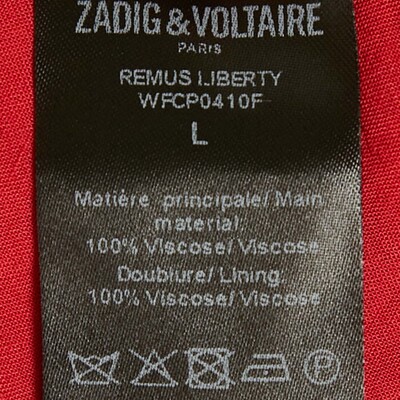 ZADIG&VOLTAIRE
PARIS
REMUS LIBERTY
WFCP0410F
L
Matière principale/ Main
material:
100% Viscose/ Viscose
Doublure/ Lining:
100% Viscose/ Viscose
P